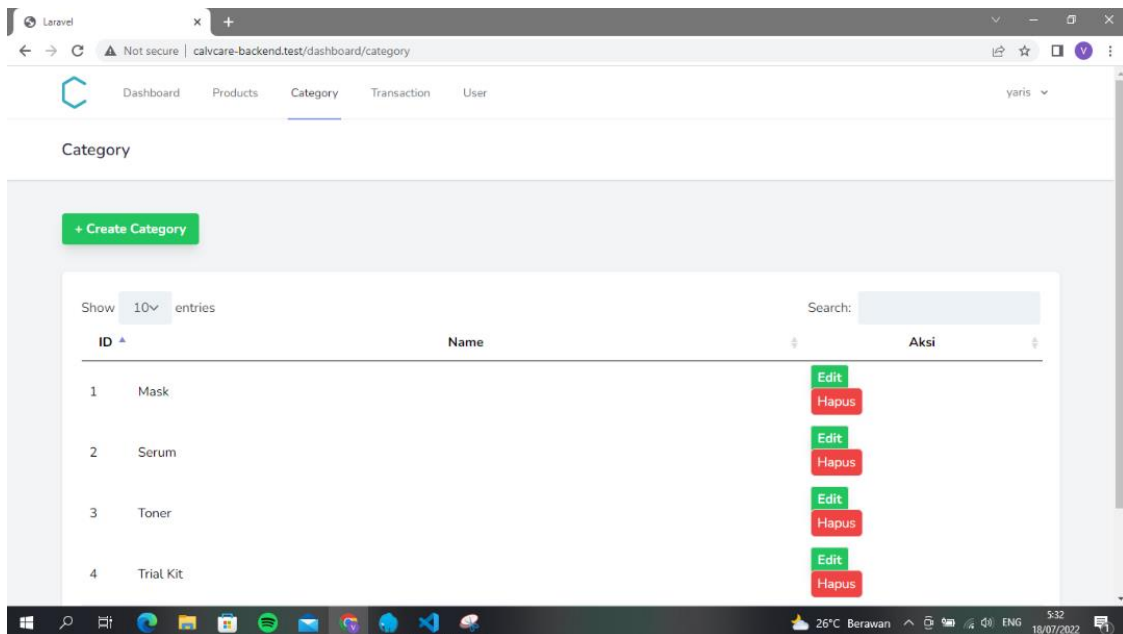 Laravel
Not secure | calvcare-backend.test/dashboard/category
V
Dashboard Products Category Transaction User yaris
Category
+ Create Category
Show 10 entries Search:
ID Name Aksi
1 Mask Edit
Hapus
2 Serum Edit
Hapus
3 Toner Edit
Hapus
4 Trial Kit Edit
Hapus
26°C Berawan ENG 5:32
18/07/2022